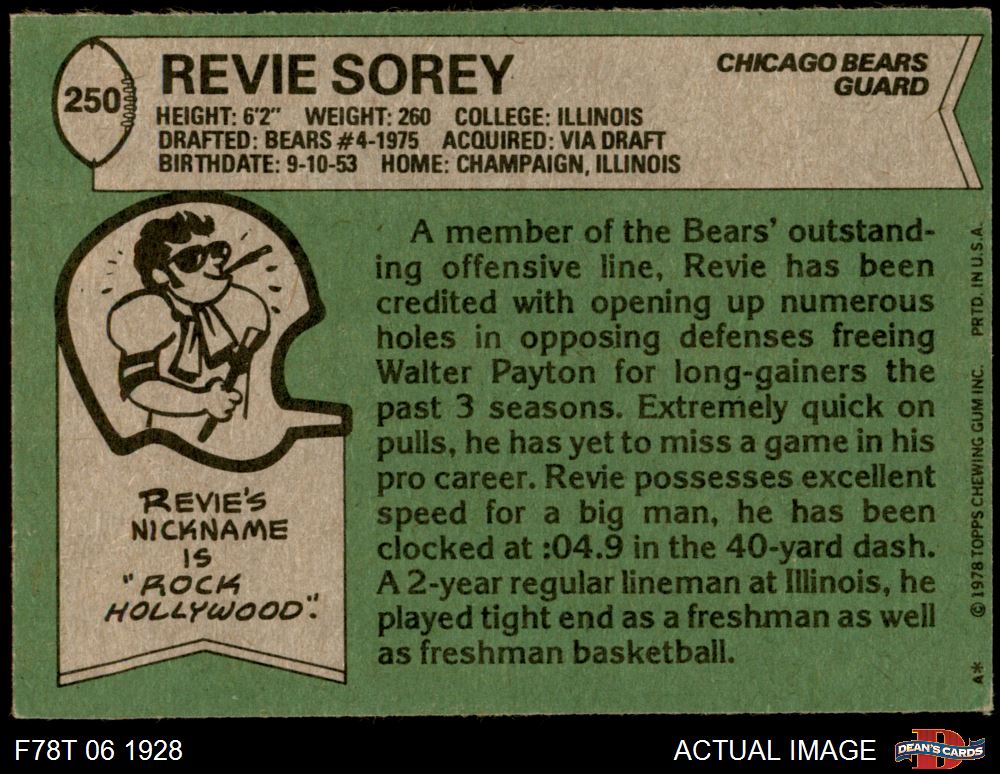 250
REVIE SOREY
CHICAGO BEARS
GUARD
HEIGHT: 6'2" WEIGHT: 260 COLLEGE: ILLINOIS
DRAFTED: BEARS #4-1975 ACQUIRED: VIA DRAFT
BIRTHDATE: 9-10-53 HOME: CHAMPAIGN, ILLINOIS
A member of the Bears' outstand-
ing offensive line, Revie has been
credited with opening up numerous
holes in opposing defenses freeing
Walter Payton for long-gainers the
past 3 seasons. Extremely quick on
pulls, he has yet to miss a game in his
pro career. Revie possesses excellent
speed for a big man, he has been
clocked at :04.9 in the 40-yard dash.
A 2-year regular lineman at Illinois, he
played tight end as a freshman as well
as freshman basketball.
REVIE'S
NICKNAME
IS
"ROCK
HOLLYWOOD".
A* © 1978 TOPPS CHEWING GUM INC. PRTD. IN U.S.A.
F78T 06 1928
ACTUAL IMAGE
D
DEAN'S CARDS